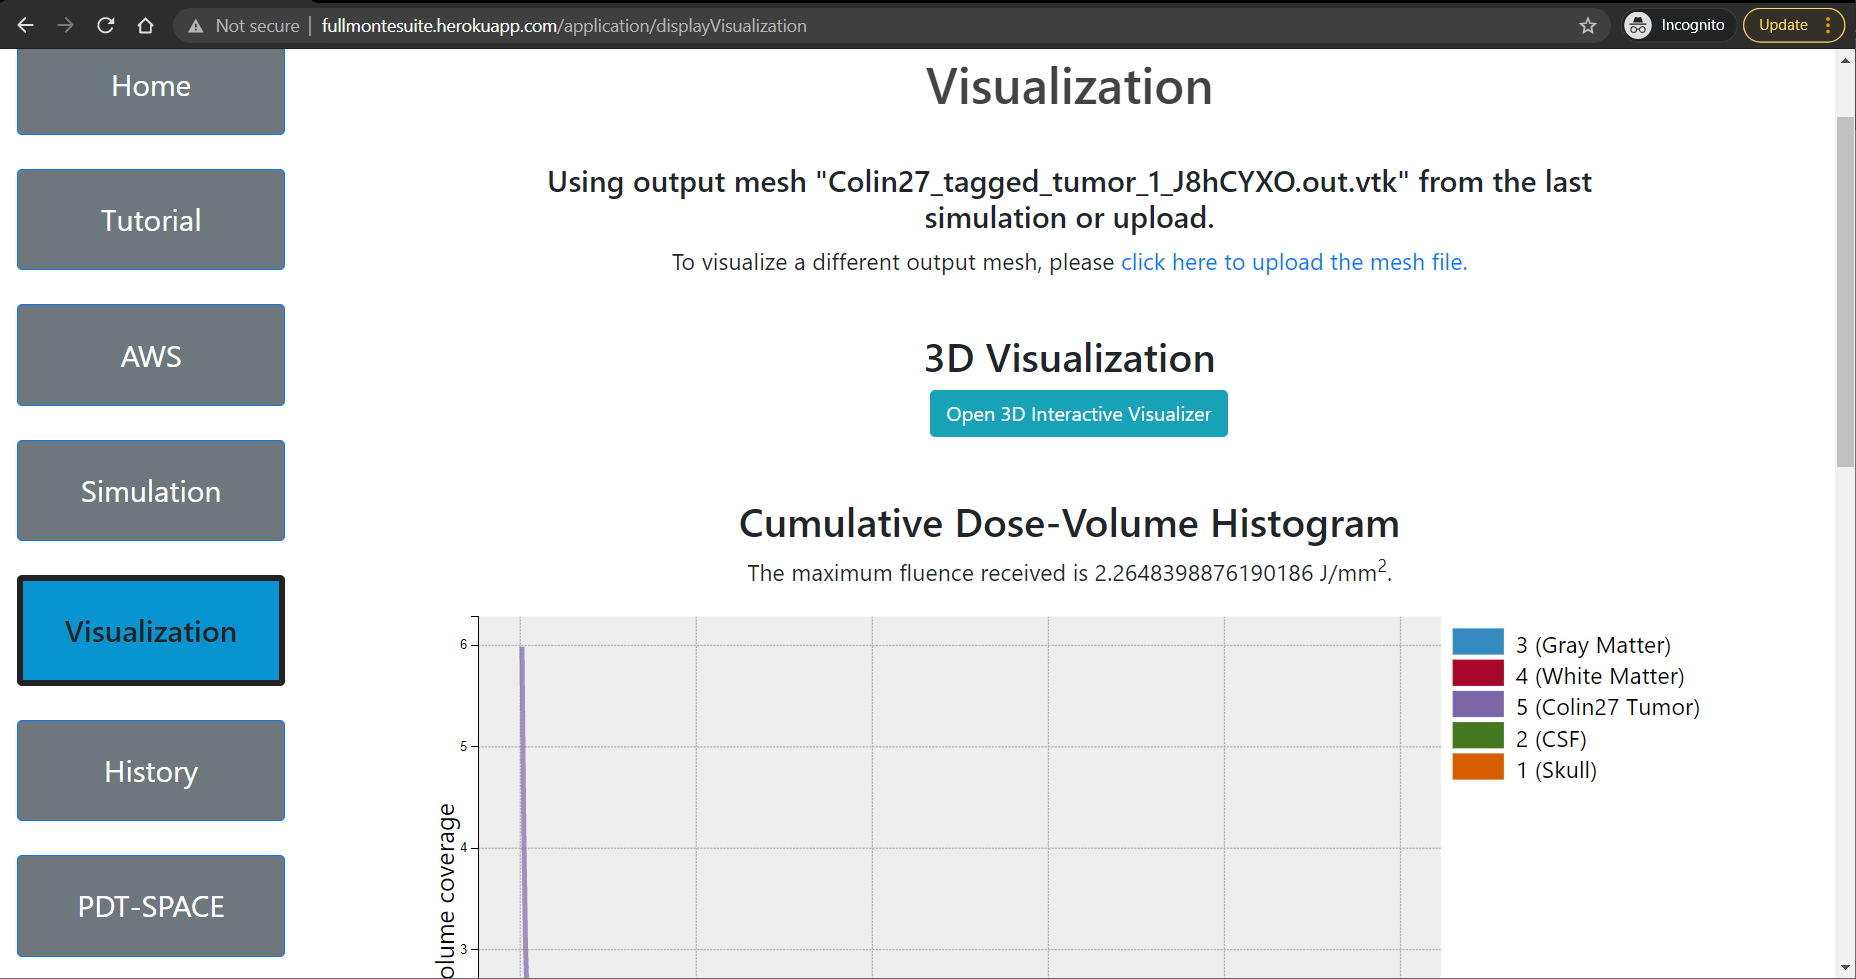 Not secure | fullmontesuite.herokuapp.com/application/displayVisualization
Incognito
Update
Home
Tutorial
AWS
Simulation
Visualization
History
PDT-SPACE
Visualization
Using output mesh "Colin27_tagged_tumor_1_J8hCYXO.out.vtk" from the last
simulation or upload.
To visualize a different output mesh, please click here to upload the mesh file.
3D Visualization
Open 3D Interactive Visualizer
Cumulative Dose-Volume Histogram
The maximum fluence received is 2.2648398876190186 J/mm².
6
5
4
3
coverage
3 (Gray Matter)
4 (White Matter)
5 (Colin27 Tumor)
2 (CSF)
1 (Skull)